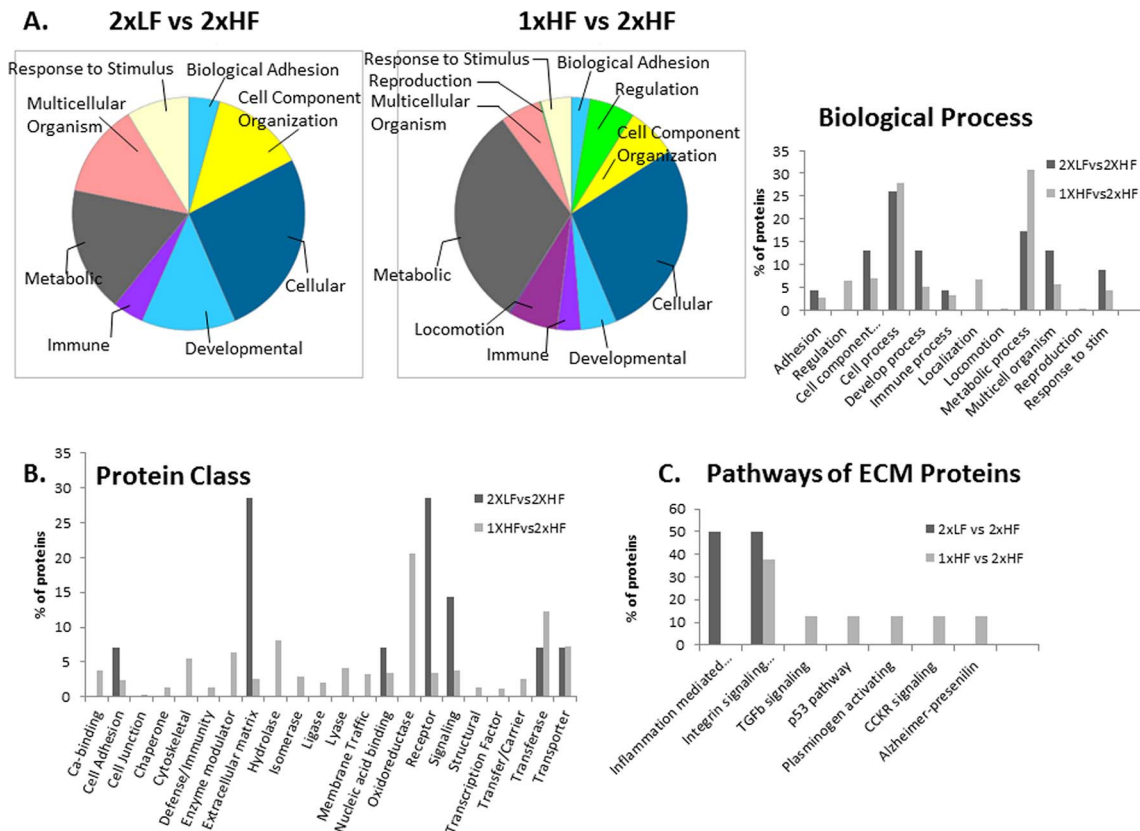 A.
2xLF vs 2xHF
1xHF vs 2xHF
Response to Stimulus
Biological Adhesion
Multicellular
Organism
Cell Component
Organization
Metabolic
Cellular
Immune
Developmental
Response to Stimulus
Reproduction
Multicellular
Organism
Biological Adhesion
Regulation
Cell Component
Organization
Metabolic
Cellular
Locomotion
Immune
Developmental
Biological Process
35
30
25
20
15
10
5
0
% of proteins
2XLFvs2XHF
1XHFvs2xHF
Adhesion
Regulation
Cell component...
Cell process
Develop process
Immune process
Localization
Locomotion
Metabolic process
Multicell organism
Reproduction
Response to stim
B.
Protein Class
35
30
25
20
15
10
5
0
% of proteins
2XLFvs2XHF
1XHFvs2xHF
Ca-binding
Cell Adhesion
Cell Junction
Chaperone
Cytoskeletal
Defense/Immunity
Enzyme modulator
Extracellular matrix
Hydrolase
Isomerase
Ligase
Lyase
Membrane Traffic
Nucleic acid binding
Oxidoreductase
Receptor
Signaling
Structural
Transcription Factor
Transfer/Carrier
Transferase
Transporter
C.
Pathways of ECM Proteins
60
50
40
30
20
10
0
% of proteins
2xLF vs 2xHF
1xHF vs 2xHF
Inflammation mediated...
Integrin signaling...
TGFb signaling
p53 pathway
Plasminogen activating
CCKR signaling
Alzheimer-presenilin